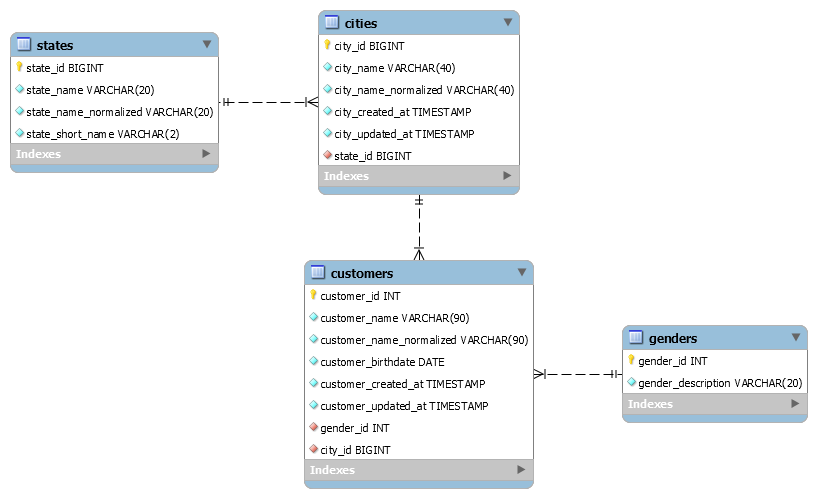 states
state_id BIGINT
state_name VARCHAR(20)
state_name_normalized VARCHAR(20)
state_short_name VARCHAR(2)
Indexes
cities
city_id BIGINT
city_name VARCHAR(40)
city_name_normalized VARCHAR(40)
city_created_at TIMESTAMP
city_updated_at TIMESTAMP
state_id BIGINT
Indexes
customers
customer_id INT
customer_name VARCHAR(90)
customer_name_normalized VARCHAR(90)
customer_birthdate DATE
customer_created_at TIMESTAMP
customer_updated_at TIMESTAMP
gender_id INT
city_id BIGINT
Indexes
genders
gender_id INT
gender_description VARCHAR(20)
Indexes